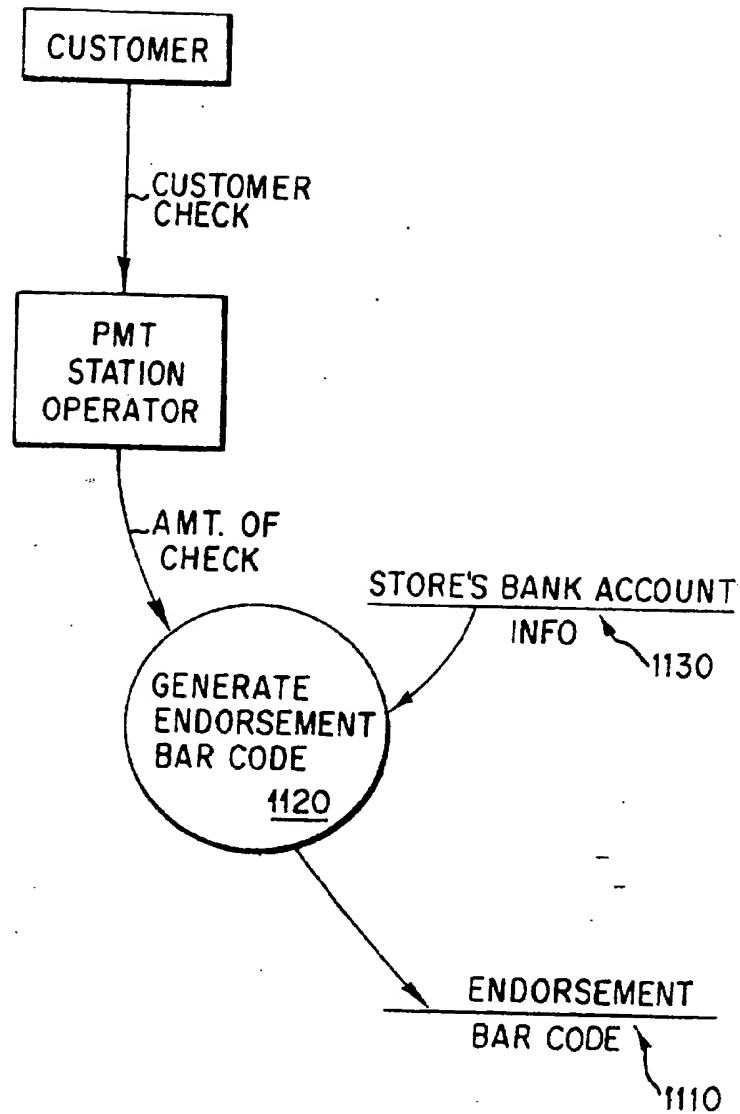 CUSTOMER
CUSTOMER
CHECK
PMT
STATION
OPERATOR
AMT. OF
CHECK
STORE'S BANK ACCOUNT
INFO
1130
GENERATE
ENDORSEMENT
BAR CODE
1120
ENDORSEMENT
BAR CODE
1110